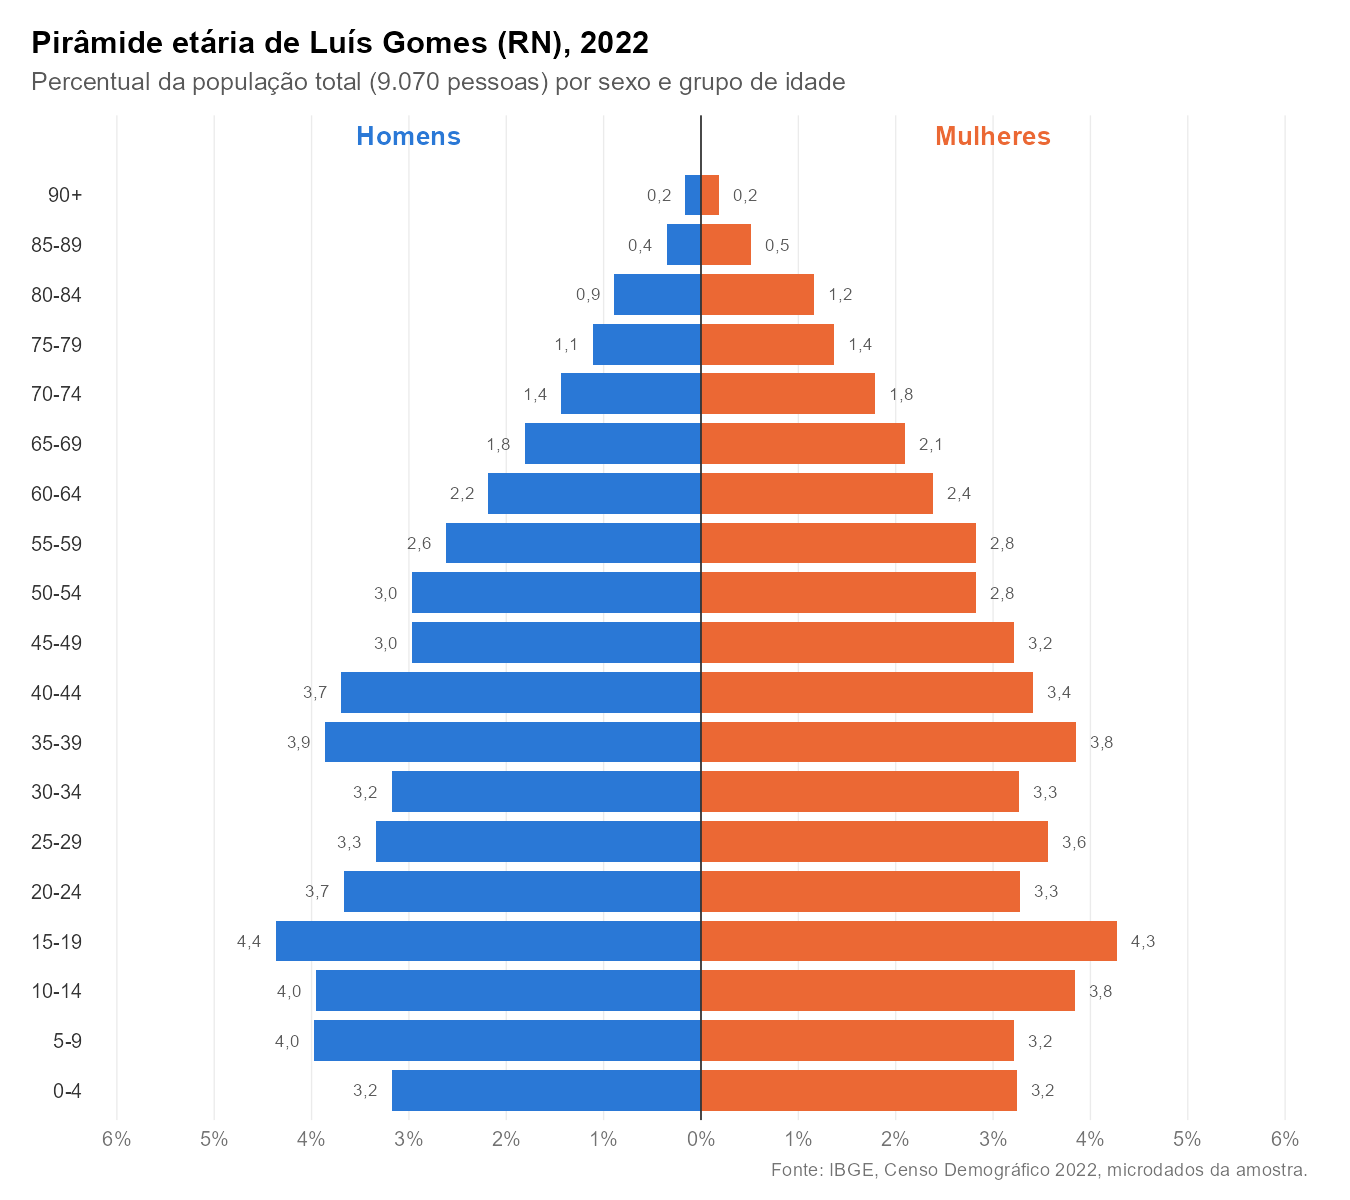 Pirâmide etária de Luís Gomes (RN), 2022
Percentual da população total (9.070 pessoas) por sexo e grupo de idade
Homens Mulheres
90+ 0,2 0,2
85-89 0,4 0,5
80-84 0,9 1,2
75-79 1,1 1,4
70-74 1,4 1,8
65-69 1,8 2,1
60-64 2,2 2,4
55-59 2,6 2,8
50-54 3,0 2,8
45-49 3,0 3,2
40-44 3,7 3,4
35-39 3,9 3,8
30-34 3,2 3,3
25-29 3,3 3,6
20-24 3,7 3,3
15-19 4,4 4,3
10-14 4,0 3,8
5-9 4,0 3,2
0-4 3,2 3,2
6% 5% 4% 3% 2% 1% 0% 1% 2% 3% 4% 5% 6%
Fonte: IBGE, Censo Demográfico 2022, microdados da amostra.